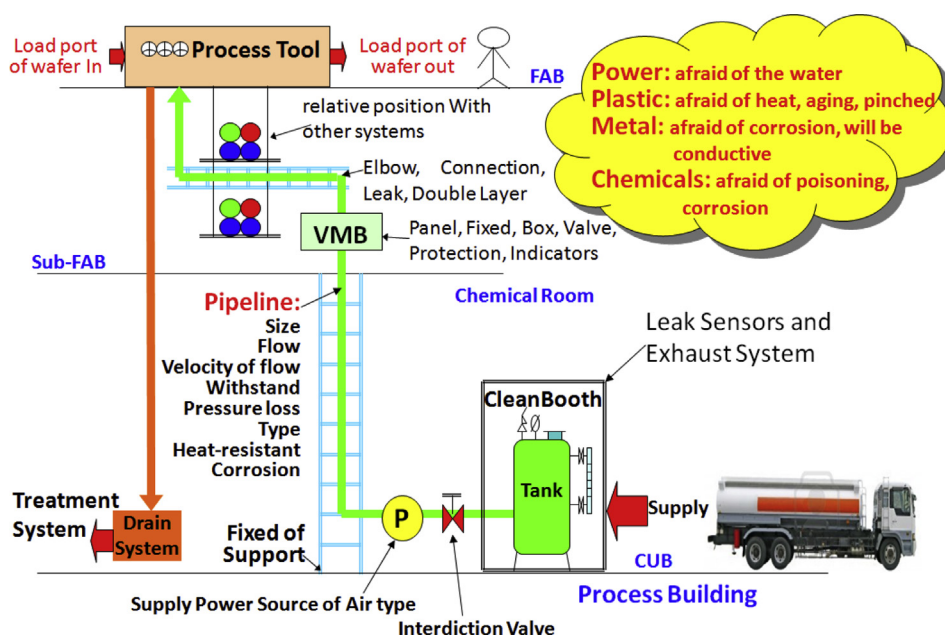 Load port
of wafer In
Process Tool
Load port of
wafer out
FAB
Power: afraid of the water
Plastic: afraid of heat, aging, pinched
Metal: afraid of corrosion, will be
conductive
Chemicals: afraid of poisoning,
corrosion
relative position With
other systems
Elbow, Connection,
Leak, Double Layer
VMB
Panel, Fixed, Box, Valve,
Protection, Indicators
Sub-FAB
Chemical Room
Pipeline:
Size
Flow
Velocity of flow
Withstand
Pressure loss
Type
Heat-resistant
Corrosion
Leak Sensors and
Exhaust System
CleanBooth
Tank
Supply
Treatment
System
Drain
System
Fixed of
Support
P
CUB
Process Building
Supply Power Source of Air type
Interdiction Valve